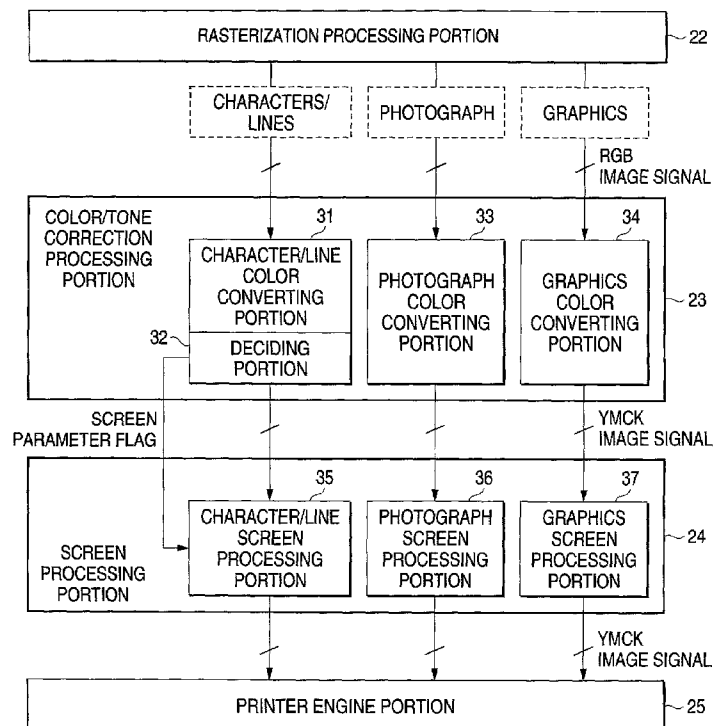 RASTERIZATION PROCESSING PORTION
22
CHARACTERS/
LINES
PHOTOGRAPH
GRAPHICS
RGB
IMAGE SIGNAL
COLOR/TONE
CORRECTION
PROCESSING
PORTION
31
CHARACTER/LINE
COLOR
CONVERTING
PORTION
32
DECIDING
PORTION
33
PHOTOGRAPH
COLOR
CONVERTING
PORTION
34
GRAPHICS
COLOR
CONVERTING
PORTION
23
SCREEN
PARAMETER FLAG
YMCK
IMAGE SIGNAL
SCREEN
PROCESSING
PORTION
35
CHARACTER/LINE
SCREEN
PROCESSING
PORTION
36
PHOTOGRAPH
SCREEN
PROCESSING
PORTION
37
GRAPHICS
SCREEN
PROCESSING
PORTION
24
YMCK
IMAGE SIGNAL
PRINTER ENGINE PORTION
25